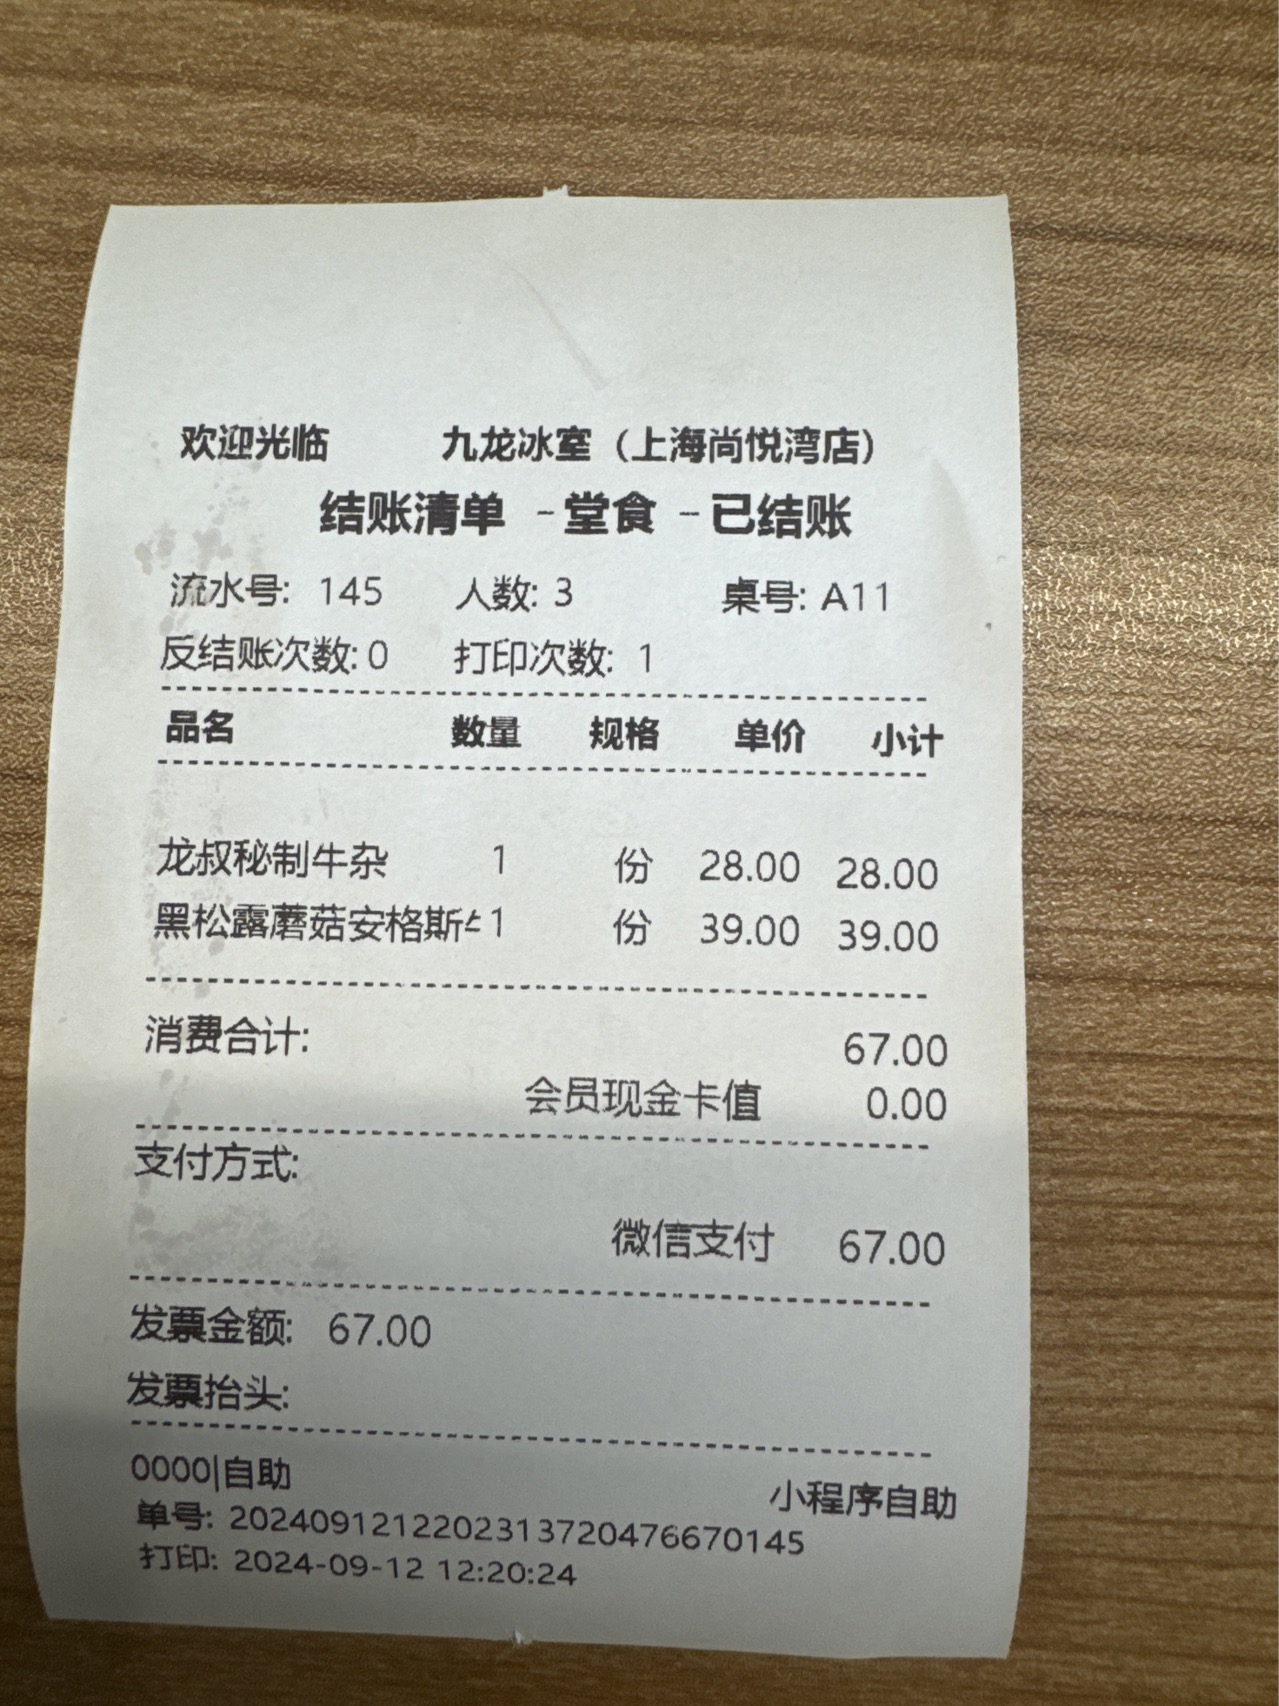 欢迎光临 九龙冰室（上海尚悦湾店）
结账清单 - 堂食 - 已结账
流水号: 145 人数: 3 桌号: A11
反结账次数: 0 打印次数: 1
品名 数量 规格 单价 小计
龙叔秘制牛杂 1 份 28.00 28.00
黑松露蘑菇安格斯 1 份 39.00 39.00
消费合计: 67.00
会员现金卡值 0.00
支付方式:
微信支付 67.00
发票金额: 67.00
发票抬头:
0000|自助 小程序自助
单号: 2024091212202313720476670145
打印: 2024-09-12 12:20:24